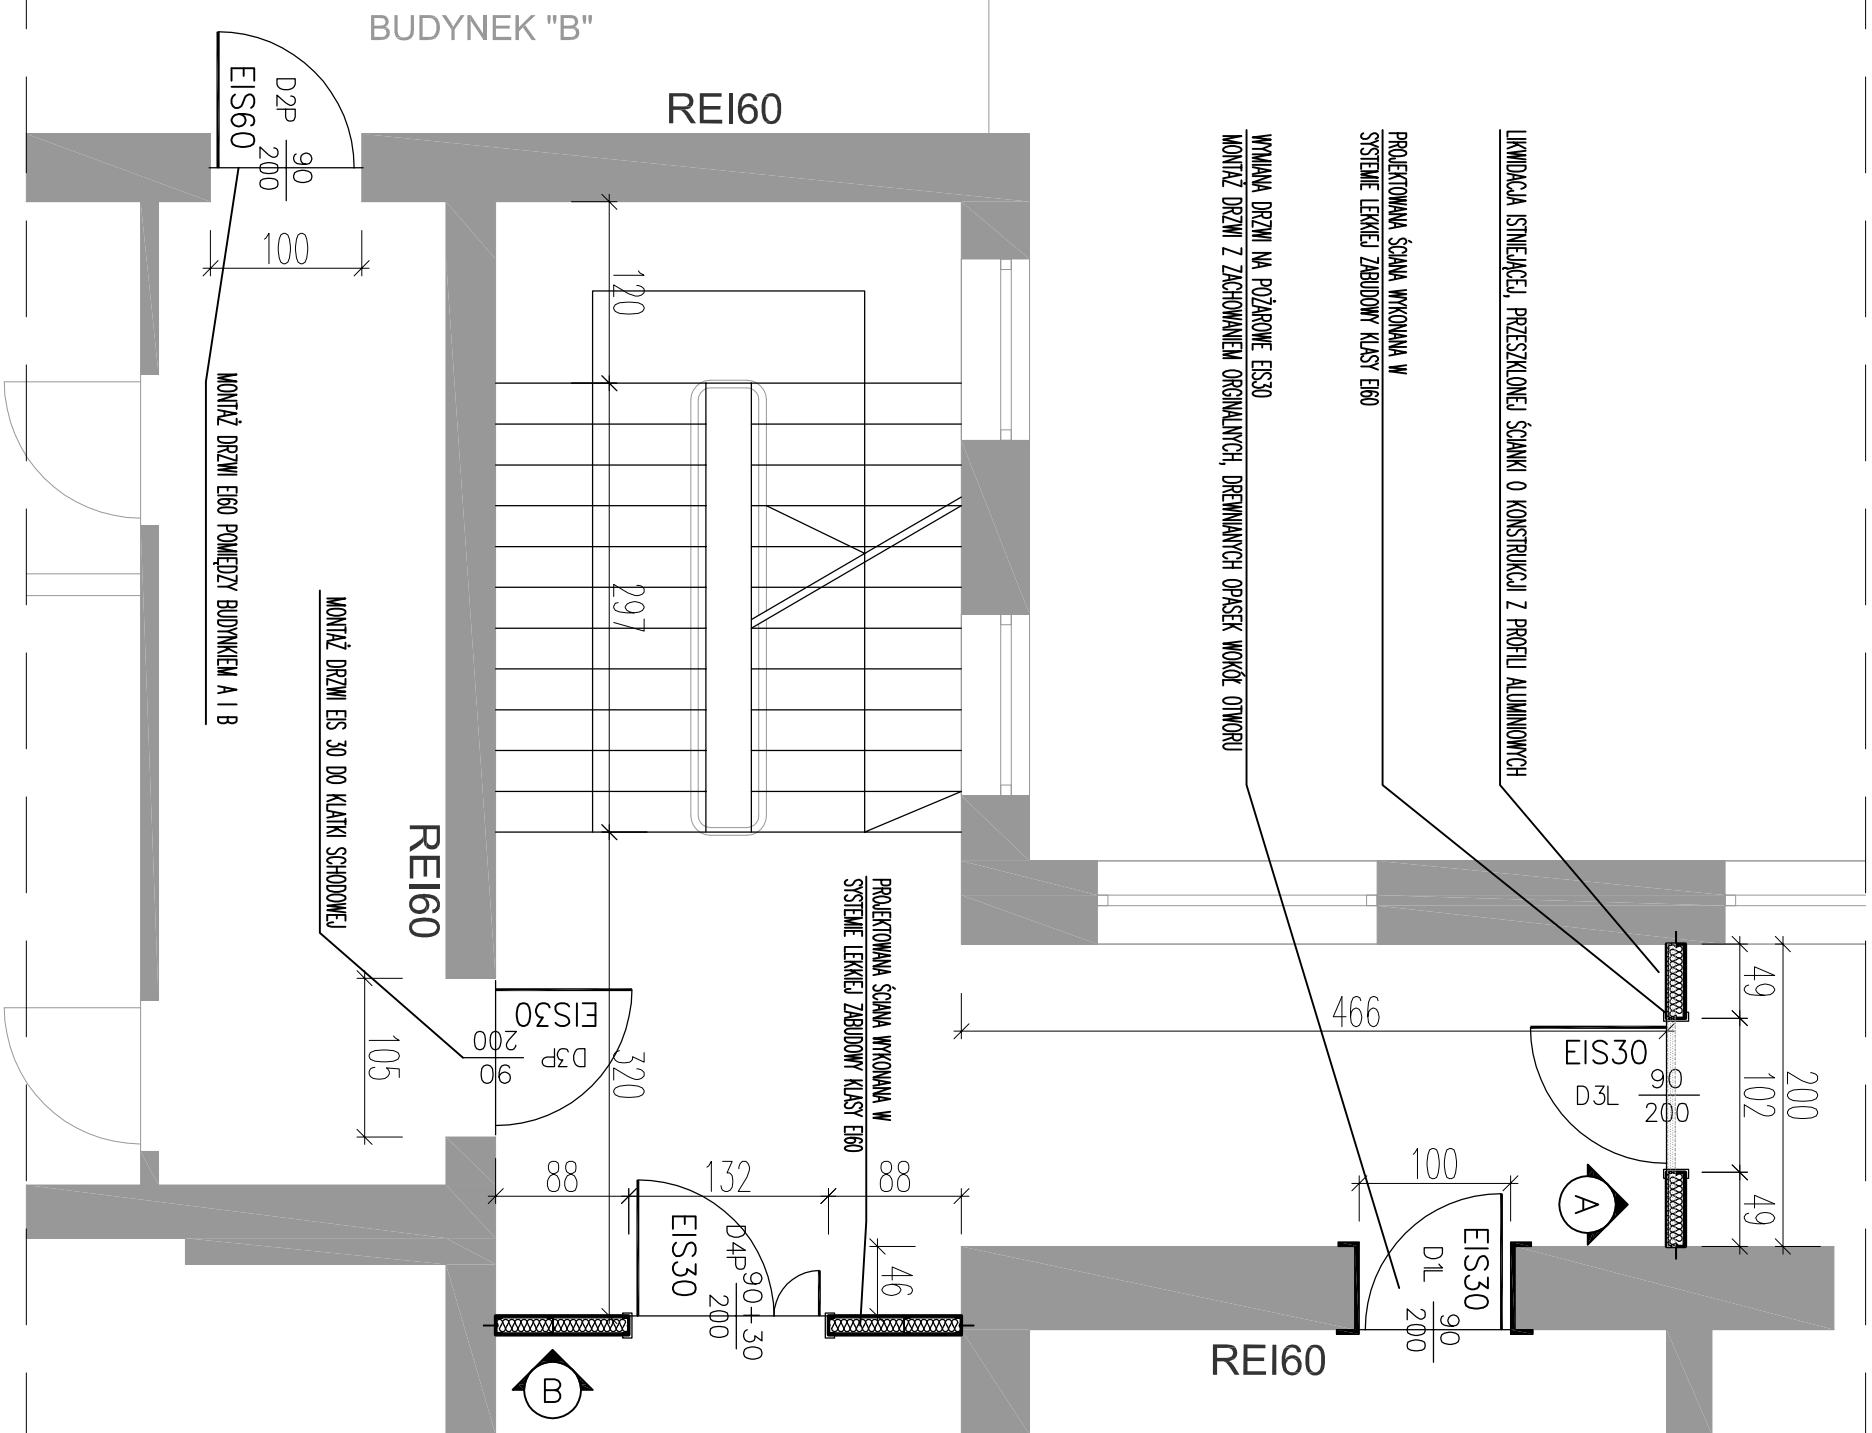 BUDYNEK "B"
REI60
D2P
EIS60
90
200
100
MONTAŻ DRZWI EI60 POMIĘDZY BUDYNKIEM A I B
MONTAŻ DRZWI EIS 30 DO KLATKI SCHODOWEJ
REI60
105
120
297
320
EIS30
D3P
90
200
PROJEKTOWANA ŚCIANA WYKONANA W
SYSTEMIE LEKKIEJ ZABUDOWY KLASY EI60
88
132
88
46
EIS30
D4P
90+30
200
B
WYMIANA DRZWI NA POŻAROWE EIS30
MONTAŻ DRZWI Z ZACHOWANIEM ORGINALNYCH, DREWNIANYCH OPASEK WOKÓŁ OTWORU
PROJEKTOWANA ŚCIANA WYKONANA W
SYSTEMIE LEKKIEJ ZABUDOWY KLASY EI60
LIKWIDACJA ISTNIEJĄCEJ, PRZESZKLONEJ ŚCIANKI O KONSTRUKCJI Z PROFILI ALUMINIOWYCH
466
EIS30
D3L
90
200
49
102
49
200
A
100
EIS30
D1L
90
200
REI60